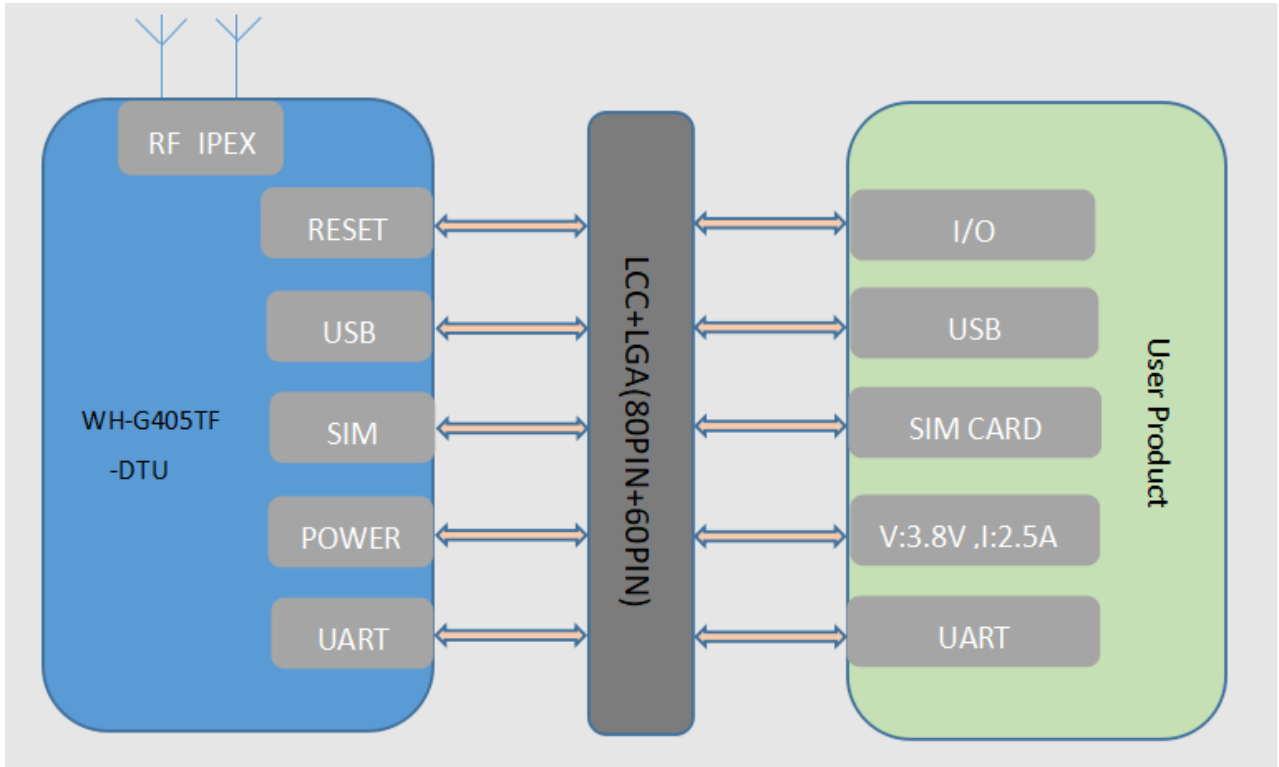 RF IPEX
RESET
USB
SIM
POWER
UART
WH-G405TF
-DTU
LCC+LGA(80PIN+60PIN)
I/O
USB
SIM CARD
V:3.8V ,I:2.5A
UART
User Product